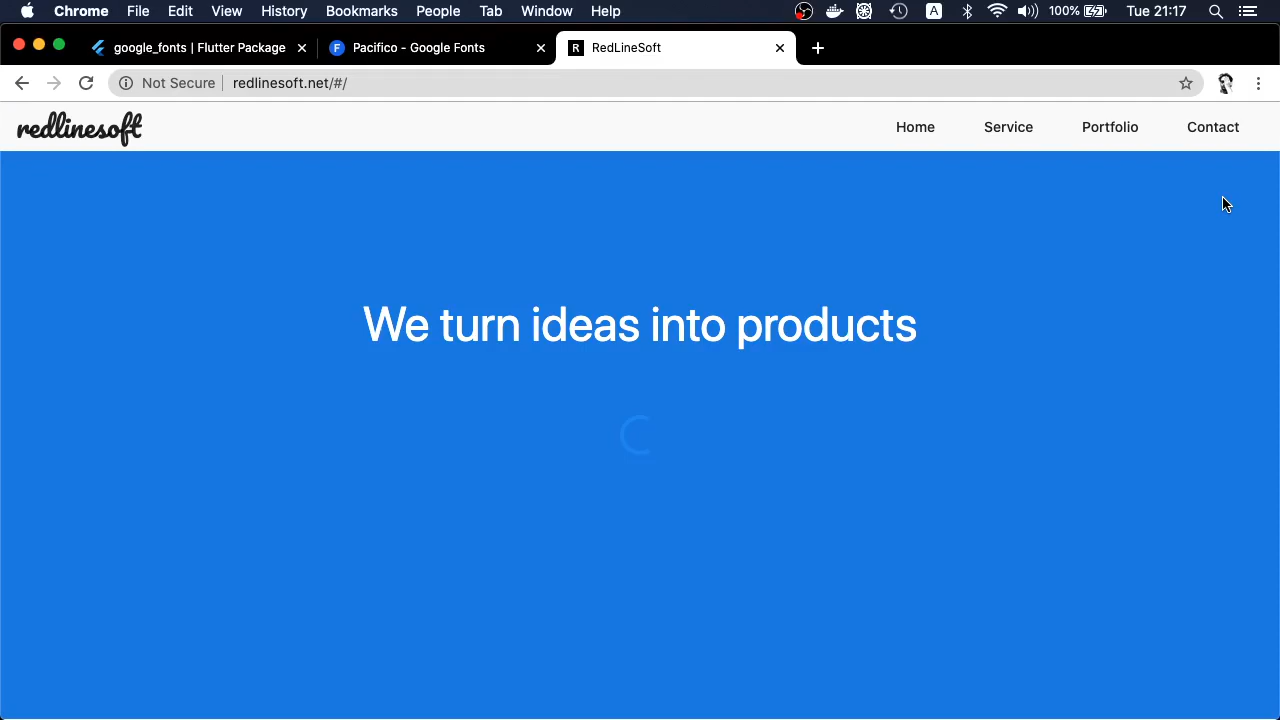 Chrome File Edit View History Bookmarks People Tab Window Help A 100% Tue 21:17
google_fonts | Flutter Package
F Pacifico - Google Fonts
R RedLineSoft
Not Secure redlinesoft.net/#/
redlinesoft Home Service Portfolio Contact
We turn ideas into products